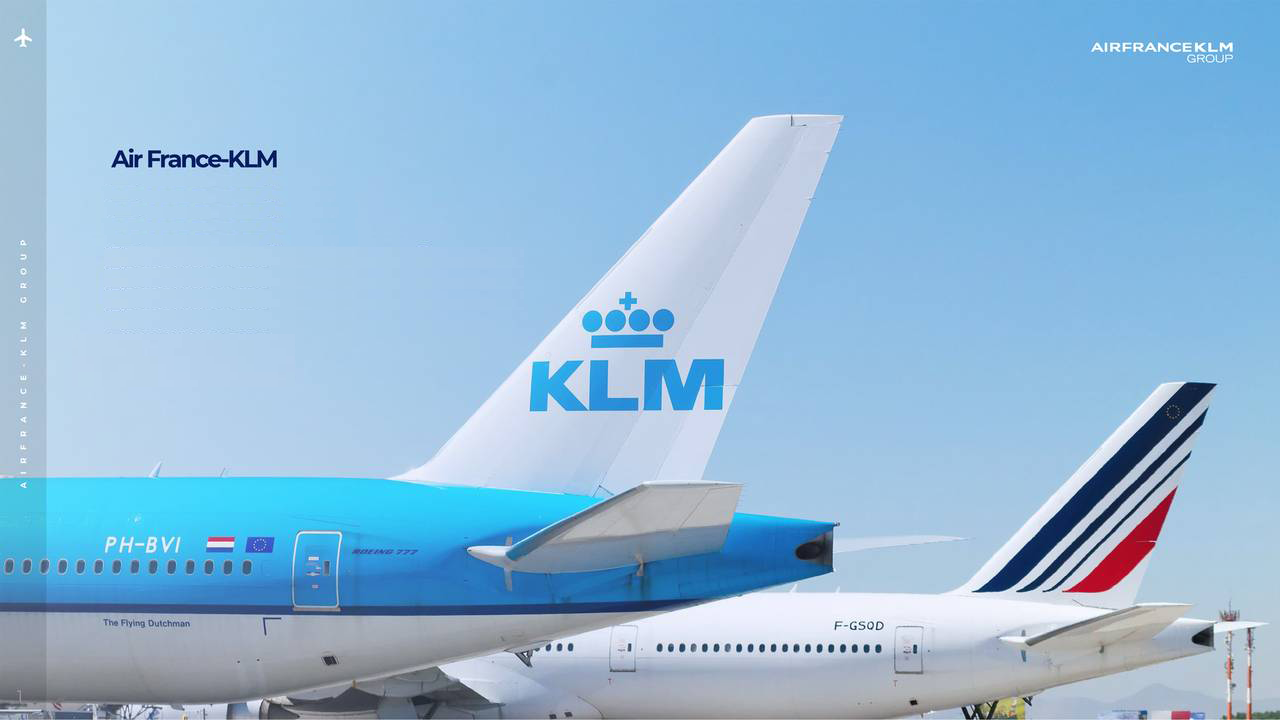 AIRFRANCEKLM
GROUP
Air France-KLM
AIRFRANCE-KLM GROUP
KLM
PH-BVI
BOEING 777
The Flying Dutchman
F-GSQD